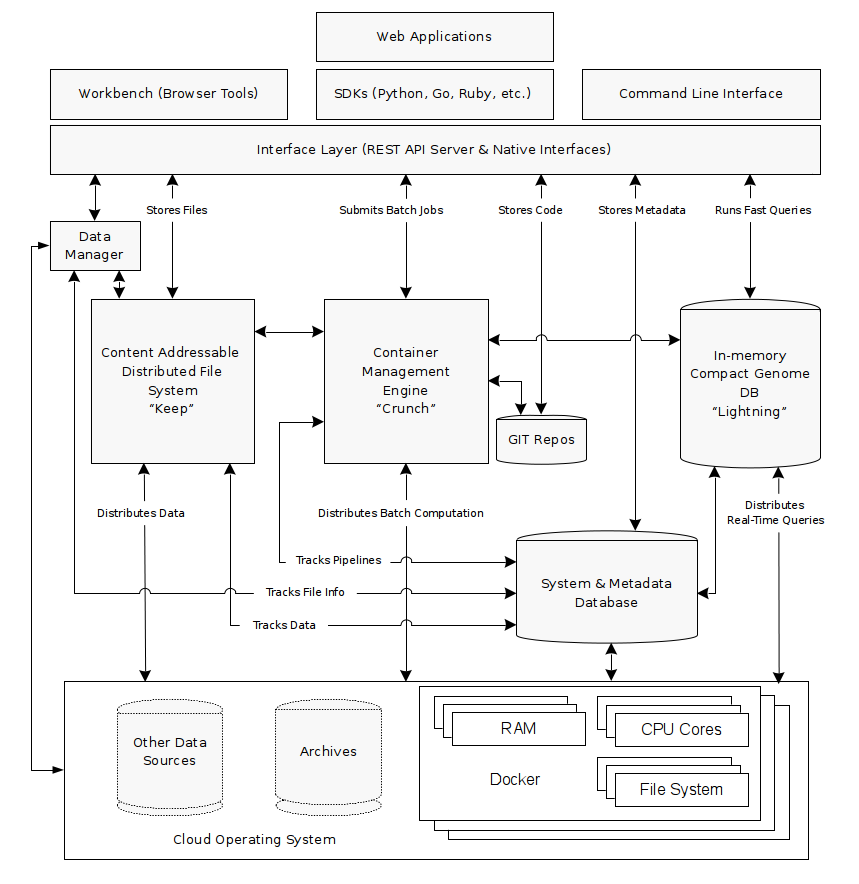 Web Applications
Workbench (Browser Tools)
SDKs (Python, Go, Ruby, etc.)
Command Line Interface
Interface Layer (REST API Server & Native Interfaces)
Stores Files
Submits Batch Jobs
Stores Code
Stores Metadata
Runs Fast Queries
Data
Manager
Content Addressable
Distributed File
System
“Keep”
Container
Management
Engine
“Crunch”
In-memory
Compact Genome
DB
“Lightning”
GIT Repos
Distributes Data
Distributes Batch Computation
Distributes
Real-Time Queries
Tracks Pipelines
Tracks File Info
Tracks Data
System & Metadata
Database
Other Data
Sources
Archives
RAM
CPU Cores
Docker
File System
Cloud Operating System